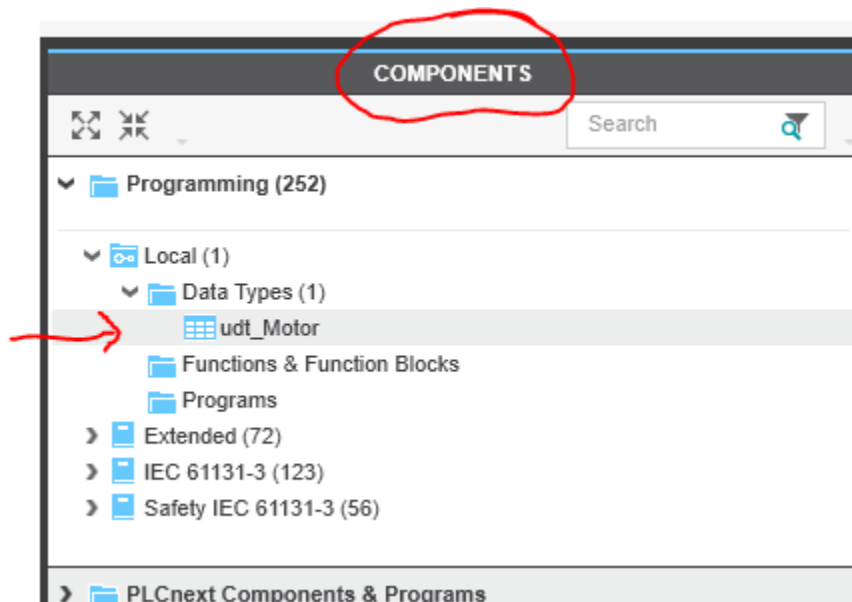 COMPONENTS
Search
Programming (252)
Local (1)
Data Types (1)
udt_Motor
Functions & Function Blocks
Programs
Extended (72)
IEC 61131-3 (123)
Safety IEC 61131-3 (56)
PLCnext Components & Programs